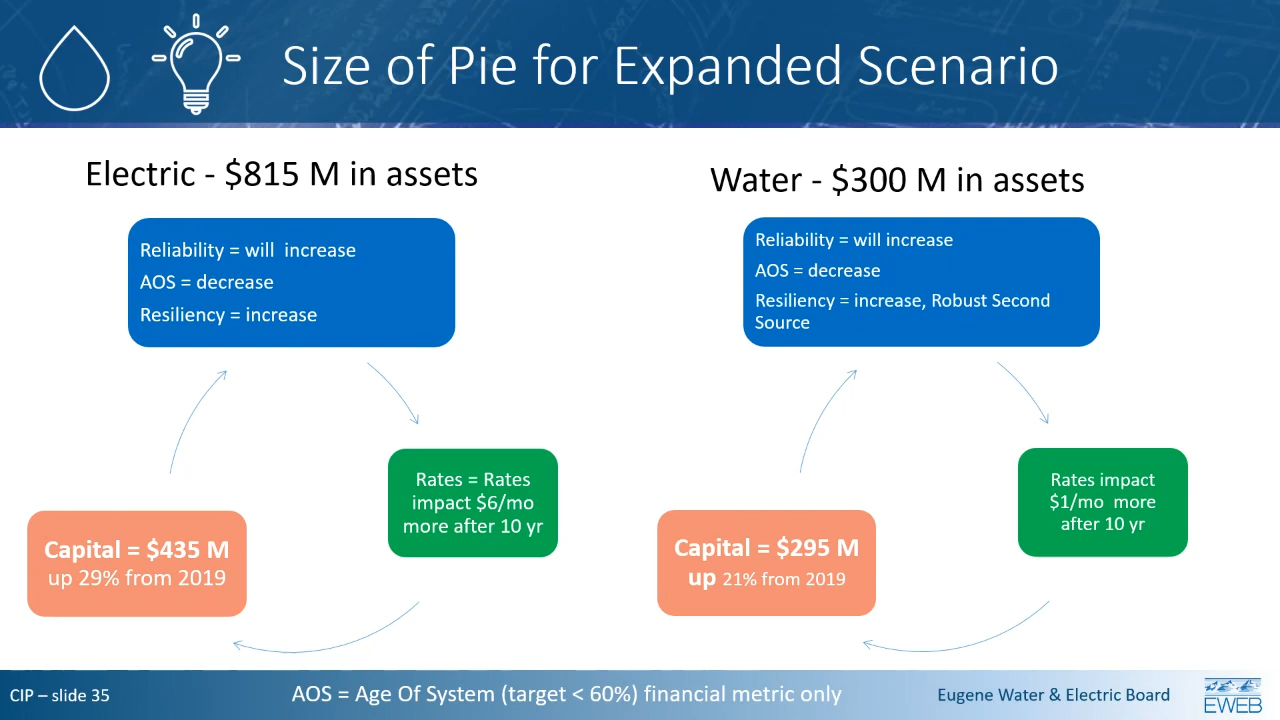 Size of Pie for Expanded Scenario
Electric - $815 M in assets
Reliability = will  increase
AOS = decrease
Resiliency = increase
Rates = Rates
impact $6/mo
more after 10 yr
Capital = $435 M
up 29% from 2019
Water - $300 M in assets
Reliability = will increase
AOS = decrease
Resiliency = increase, Robust Second
Source
Rates impact
$1/mo  more
after 10 yr
Capital = $295 M
up 21% from 2019
CIP – slide 35
AOS = Age Of System (target < 60%) financial metric only
Eugene Water & Electric Board
EWEB